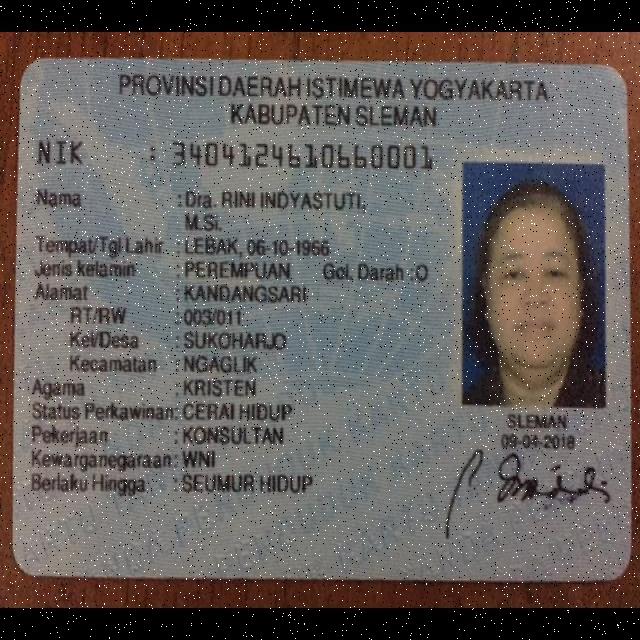 PROVINSI DAERAH ISTIMEWA YOGYAKARTA
KABUPATEN SLEMAN
NIK : 3404124610660001
Nama : Dra. RINI INDYASTUTI,
M.Si.
Tempat/Tgl Lahir : LEBAK, 06-10-1966
Jenis kelamin : PEREMPUAN Gol. Darah : O
Alamat : KANDANGSARI
RT/RW : 003/011
Kel/Desa : SUKOHARJO
Kecamatan : NGAGLIK
Agama : KRISTEN
Status Perkawinan: CERAI HIDUP
Pekerjaan : KONSULTAN
Kewarganegaraan: WNI
Berlaku Hingga : SEUMUR HIDUP
SLEMAN
09-04-2018